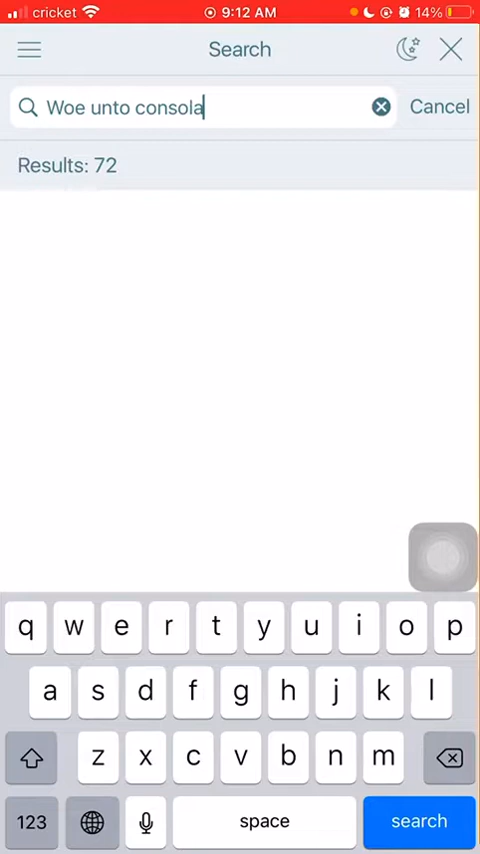 cricket 9:12 AM 14%
Search
Woe unto consola Cancel
Results: 72
q w e r t y u i o p
a s d f g h j k l
z x c v b n m
123 space search